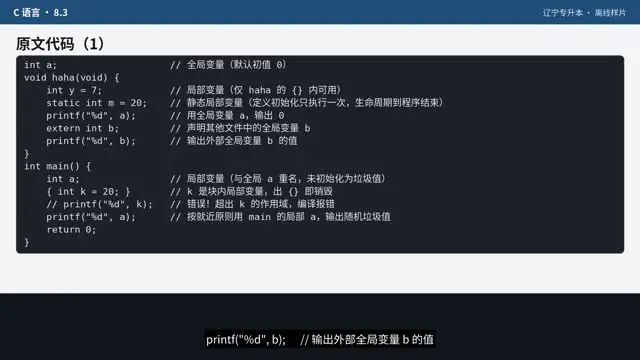 C 语言 • 8.3
辽宁专升本 • 离线样片
原文代码（1）
int a;                  // 全局变量（默认初值 0）
void haha(void) {
    int y = 7;          // 局部变量（仅 haha 的 {} 内可用）
    static int m = 20;  // 静态局部变量（定义初始化只执行一次，生命周期到程序结束）
    printf("%d", a);    // 用全局变量 a，输出 0
    extern int b;       // 声明其他文件中的全局变量 b
    printf("%d", b);    // 输出外部全局变量 b 的值
}
int main() {
    int a;              // 局部变量（与全局 a 重名，未初始化为垃圾值）
    { int k = 20; }     // k 是块内局部变量，出 {} 即销毁
    // printf("%d", k); // 错误！超出 k 的作用域，编译报错
    printf("%d", a);    // 按就近原则用 main 的局部 a，输出随机垃圾值
    return 0;
}
printf("%d", b);    // 输出外部全局变量 b 的值